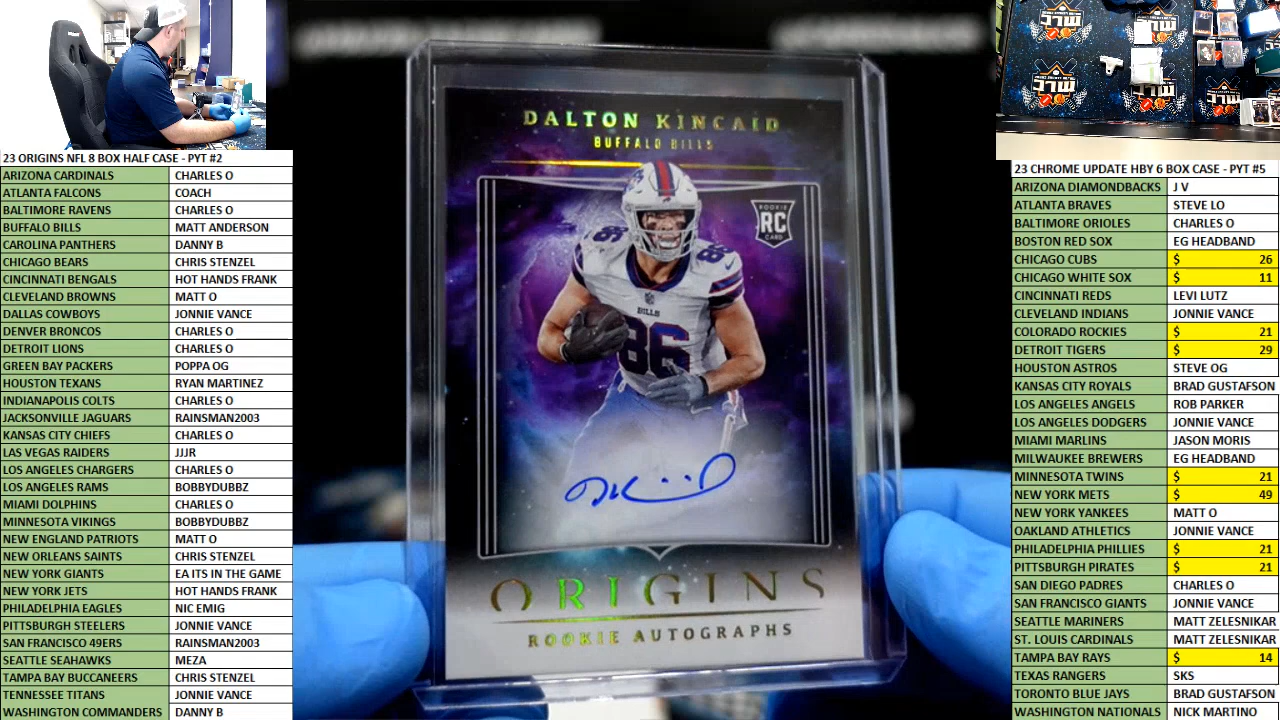 23 ORIGINS NFL 8 BOX HALF CASE - PYT #2
ARIZONA CARDINALS CHARLES O
ATLANTA FALCONS COACH
BALTIMORE RAVENS CHARLES O
BUFFALO BILLS MATT ANDERSON
CAROLINA PANTHERS DANNY B
CHICAGO BEARS CHRIS STENZEL
CINCINNATI BENGALS HOT HANDS FRANK
CLEVELAND BROWNS MATT O
DALLAS COWBOYS JONNIE VANCE
DENVER BRONCOS CHARLES O
DETROIT LIONS CHARLES O
GREEN BAY PACKERS POPPA OG
HOUSTON TEXANS RYAN MARTINEZ
INDIANAPOLIS COLTS CHARLES O
JACKSONVILLE JAGUARS RAINSMAN2003
KANSAS CITY CHIEFS CHARLES O
LAS VEGAS RAIDERS JJJR
LOS ANGELES CHARGERS CHARLES O
LOS ANGELES RAMS BOBBYDUBBZ
MIAMI DOLPHINS CHARLES O
MINNESOTA VIKINGS BOBBYDUBBZ
NEW ENGLAND PATRIOTS MATT O
NEW ORLEANS SAINTS CHRIS STENZEL
NEW YORK GIANTS EA ITS IN THE GAME
NEW YORK JETS HOT HANDS FRANK
PHILADELPHIA EAGLES NIC EMIG
PITTSBURGH STEELERS JONNIE VANCE
SAN FRANCISCO 49ERS RAINSMAN2003
SEATTLE SEAHAWKS MEZA
TAMPA BAY BUCCANEERS CHRIS STENZEL
TENNESSEE TITANS JONNIE VANCE
WASHINGTON COMMANDERS DANNY B
DALTON KINCAID
BUFFALO BILLS
ROOKIE
RC
CARD
86
86
BILLS
86
ORIGINS
ROOKIE AUTOGRAPHS
23 CHROME UPDATE HBY 6 BOX CASE - PYT #5
ARIZONA DIAMONDBACKS J V
ATLANTA BRAVES STEVE LO
BALTIMORE ORIOLES CHARLES O
BOSTON RED SOX EG HEADBAND
CHICAGO CUBS $ 26
CHICAGO WHITE SOX $ 11
CINCINNATI REDS LEVI LUTZ
CLEVELAND INDIANS JONNIE VANCE
COLORADO ROCKIES $ 21
DETROIT TIGERS $ 29
HOUSTON ASTROS STEVE OG
KANSAS CITY ROYALS BRAD GUSTAFSON
LOS ANGELES ANGELS ROB PARKER
LOS ANGELES DODGERS JONNIE VANCE
MIAMI MARLINS JASON MORIS
MILWAUKEE BREWERS EG HEADBAND
MINNESOTA TWINS $ 21
NEW YORK METS $ 49
NEW YORK YANKEES MATT O
OAKLAND ATHLETICS JONNIE VANCE
PHILADELPHIA PHILLIES $ 21
PITTSBURGH PIRATES $ 21
SAN DIEGO PADRES CHARLES O
SAN FRANCISCO GIANTS JONNIE VANCE
SEATTLE MARINERS MATT ZELESNIKAR
ST. LOUIS CARDINALS MATT ZELESNIKAR
TAMPA BAY RAYS $ 14
TEXAS RANGERS SKS
TORONTO BLUE JAYS BRAD GUSTAFSON
WASHINGTON NATIONALS NICK MARTINO